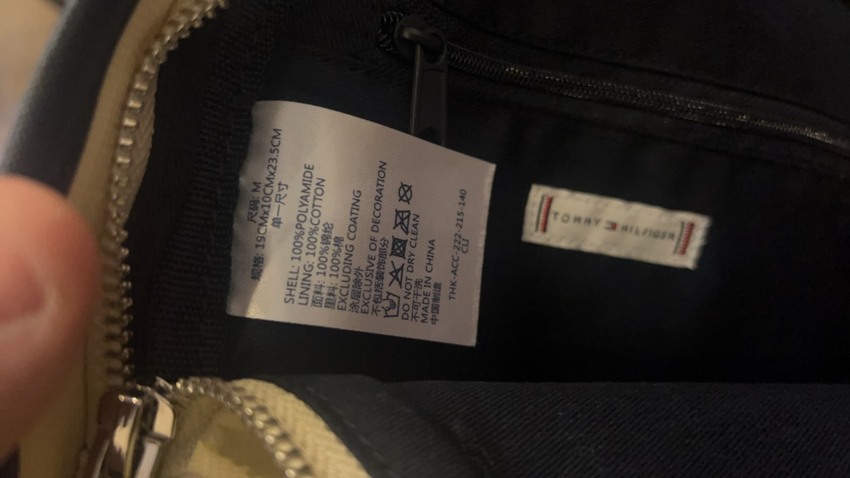 尺码: M
单一尺寸
规格: 19CMx10CMx23.5CM
SHELL: 100%POLYAMIDE
LINING: 100%COTTON
面料: 100%锦纶
里料: 100%棉
EXCLUDING COATING
涂层除外
EXCLUSIVE OF DECORATION
不包括装饰部分
DO NOT DRY CLEAN
不可干洗
MADE IN CHINA
中国制造
THK-ACC-222-215-140
CLI
TOMMY HILFIGER